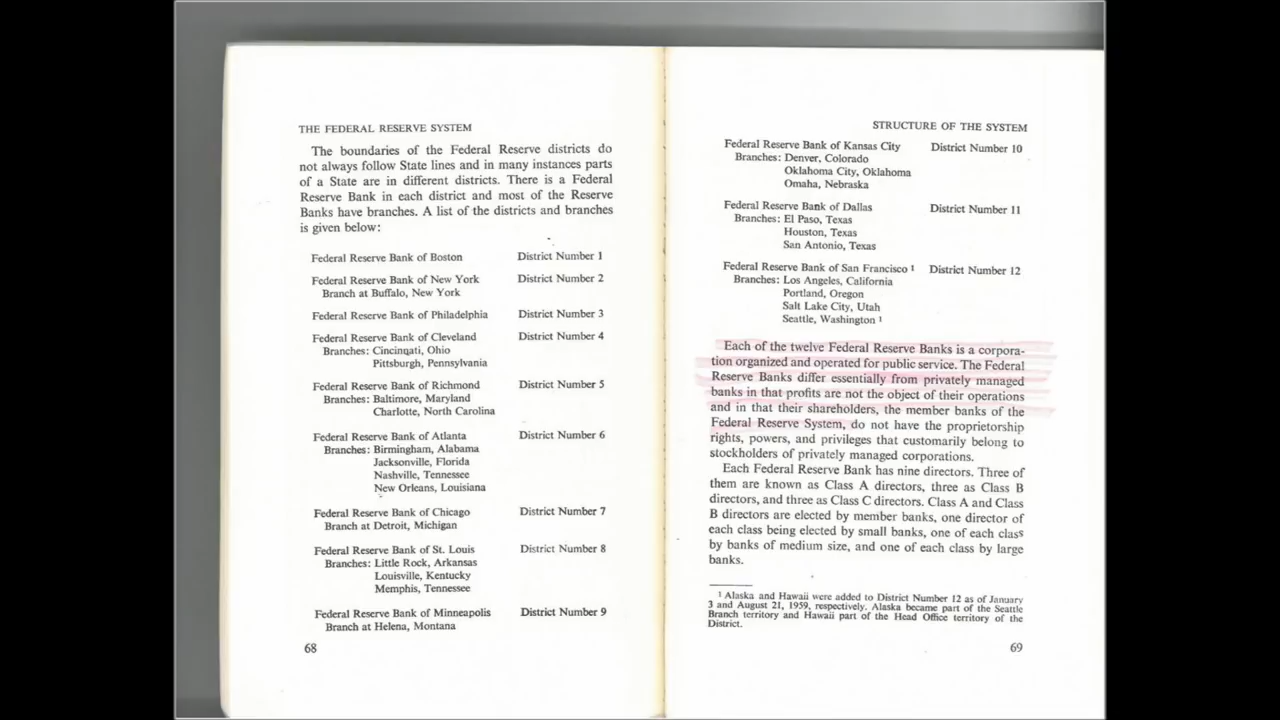 THE FEDERAL RESERVE SYSTEM
The boundaries of the Federal Reserve districts do
not always follow State lines and in many instances parts
of a State are in different districts. There is a Federal
Reserve Bank in each district and most of the Reserve
Banks have branches. A list of the districts and branches
is given below:
Federal Reserve Bank of Boston District Number 1
Federal Reserve Bank of New York District Number 2
Branch at Buffalo, New York
Federal Reserve Bank of Philadelphia District Number 3
Federal Reserve Bank of Cleveland District Number 4
Branches: Cincinnati, Ohio
Pittsburgh, Pennsylvania
Federal Reserve Bank of Richmond District Number 5
Branches: Baltimore, Maryland
Charlotte, North Carolina
Federal Reserve Bank of Atlanta District Number 6
Branches: Birmingham, Alabama
Jacksonville, Florida
Nashville, Tennessee
New Orleans, Louisiana
Federal Reserve Bank of Chicago District Number 7
Branch at Detroit, Michigan
Federal Reserve Bank of St. Louis District Number 8
Branches: Little Rock, Arkansas
Louisville, Kentucky
Memphis, Tennessee
Federal Reserve Bank of Minneapolis District Number 9
Branch at Helena, Montana
68
STRUCTURE OF THE SYSTEM
Federal Reserve Bank of Kansas City District Number 10
Branches: Denver, Colorado
Oklahoma City, Oklahoma
Omaha, Nebraska
Federal Reserve Bank of Dallas District Number 11
Branches: El Paso, Texas
Houston, Texas
San Antonio, Texas
Federal Reserve Bank of San Francisco ¹ District Number 12
Branches: Los Angeles, California
Portland, Oregon
Salt Lake City, Utah
Seattle, Washington ¹
Each of the twelve Federal Reserve Banks is a corpora-
tion organized and operated for public service. The Federal
Reserve Banks differ essentially from privately managed
banks in that profits are not the object of their operations
and in that their shareholders, the member banks of the
Federal Reserve System, do not have the proprietorship
rights, powers, and privileges that customarily belong to
stockholders of privately managed corporations.
Each Federal Reserve Bank has nine directors. Three of
them are known as Class A directors, three as Class B
directors, and three as Class C directors. Class A and Class
B directors are elected by member banks, one director of
each class being elected by small banks, one of each class
by banks of medium size, and one of each class by large
banks.
¹ Alaska and Hawaii were added to District Number 12 as of January
3 and August 21, 1959, respectively. Alaska became part of the Seattle
Branch territory and Hawaii part of the Head Office territory of the
District.
69